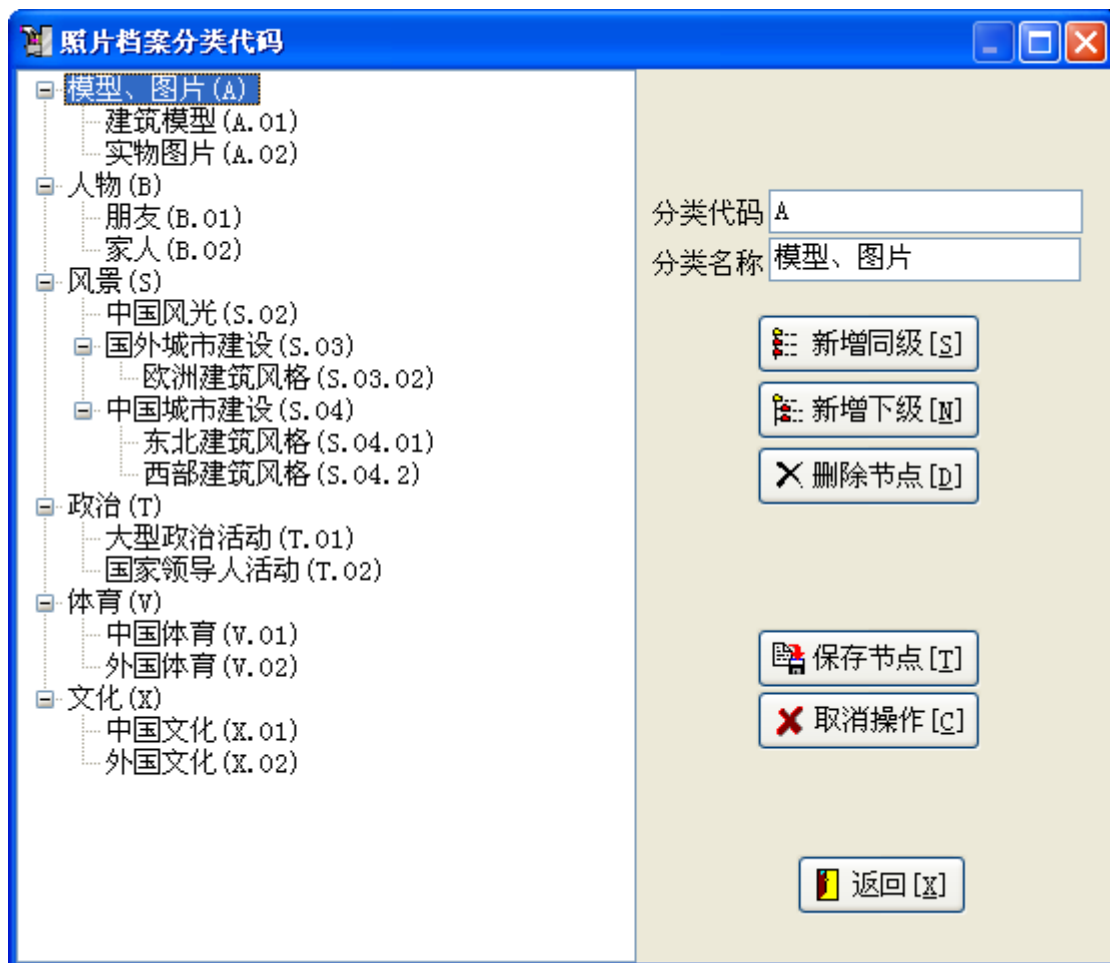 照片档案分类代码
模型、图片(A)
建筑模型(A.01)
实物图片(A.02)
人物(B)
朋友(B.01)
家人(B.02)
风景(S)
中国风光(S.02)
国外城市建设(S.03)
欧洲建筑风格(S.03.02)
中国城市建设(S.04)
东北建筑风格(S.04.01)
西部建筑风格(S.04.2)
政治(T)
大型政治活动(T.01)
国家领导人活动(T.02)
体育(V)
中国体育(V.01)
外国体育(V.02)
文化(X)
中国文化(X.01)
外国文化(X.02)
分类代码 A
分类名称 模型、图片
新增同级[S]
新增下级[N]
删除节点[D]
保存节点[T]
取消操作[C]
返回[X]